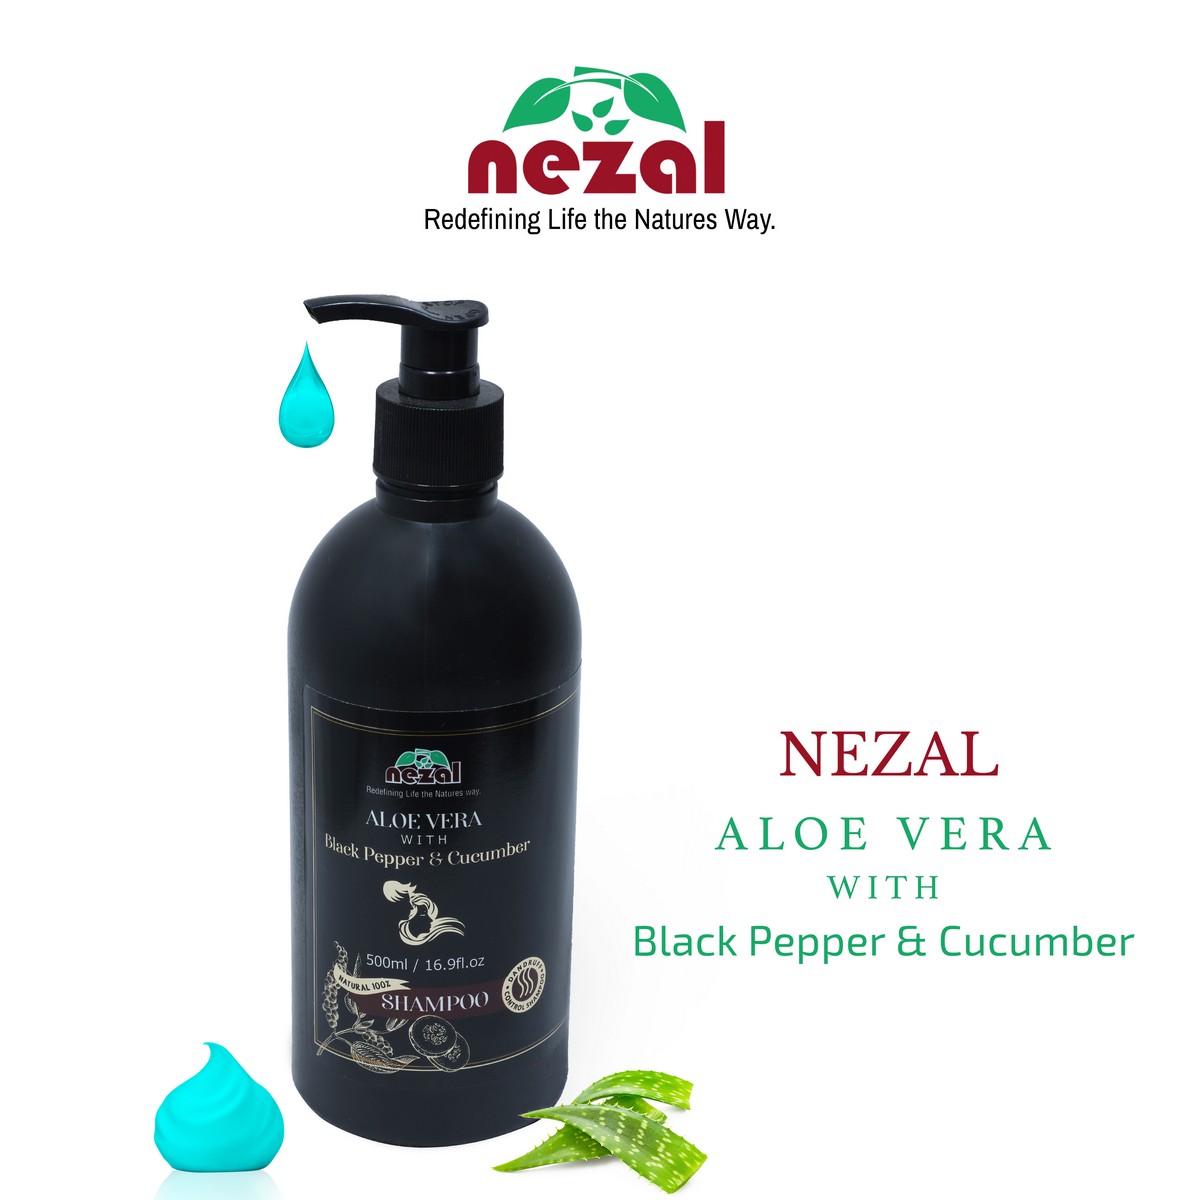 nezal
Redefining Life the Natures Way.
nezal
Redefining Life the Natures way.
ALOE VERA
WITH
Black Pepper & Cucumber
500ml / 16.9fl.oz
NATURAL 100%
SHAMPOO
DANDRUFF
CONTROL SHAMPOO
NEZAL
ALOE VERA
WITH
Black Pepper & Cucumber